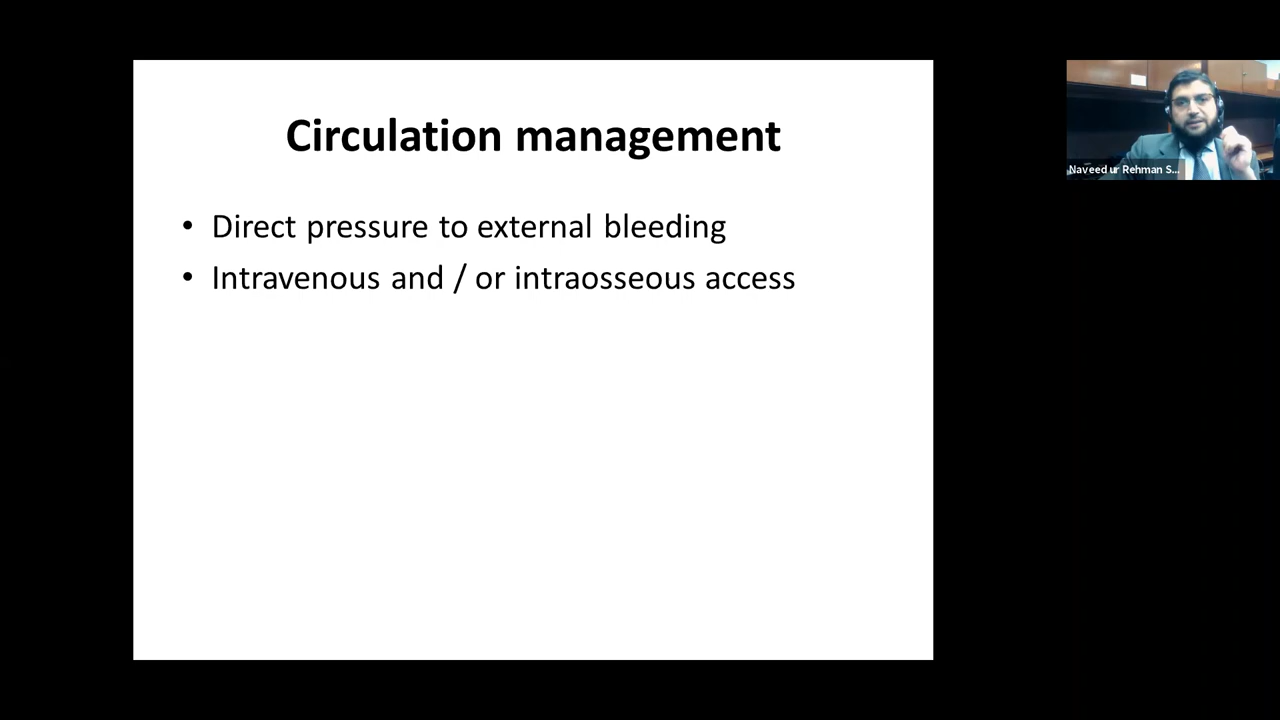 Circulation management
• Direct pressure to external bleeding
• Intravenous and / or intraosseous access
Naveed ur Rehman S...